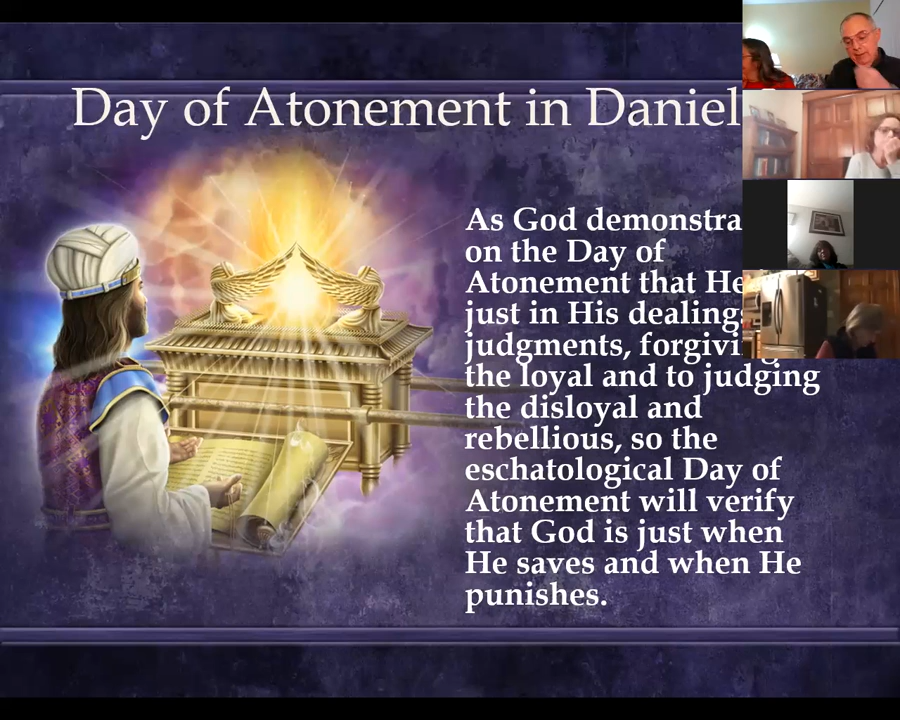 Day of Atonement in Daniel
As God demonstra
on the Day of
Atonement that He
just in His dealings
judgments, forgiving
the loyal and to judging
the disloyal and
rebellious, so the
eschatological Day of
Atonement will verify
that God is just when
He saves and when He
punishes.